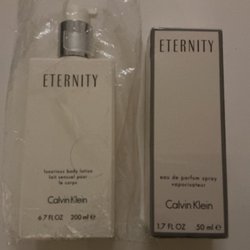 ETERNITY
luxurious body lotion
lait sensuel pour
le corps
Calvin Klein
6.7 FL OZ 200 ml e
ETERNITY
eau de parfum spray
vaporisateur
Calvin Klein
1.7 FL OZ 50 ml e